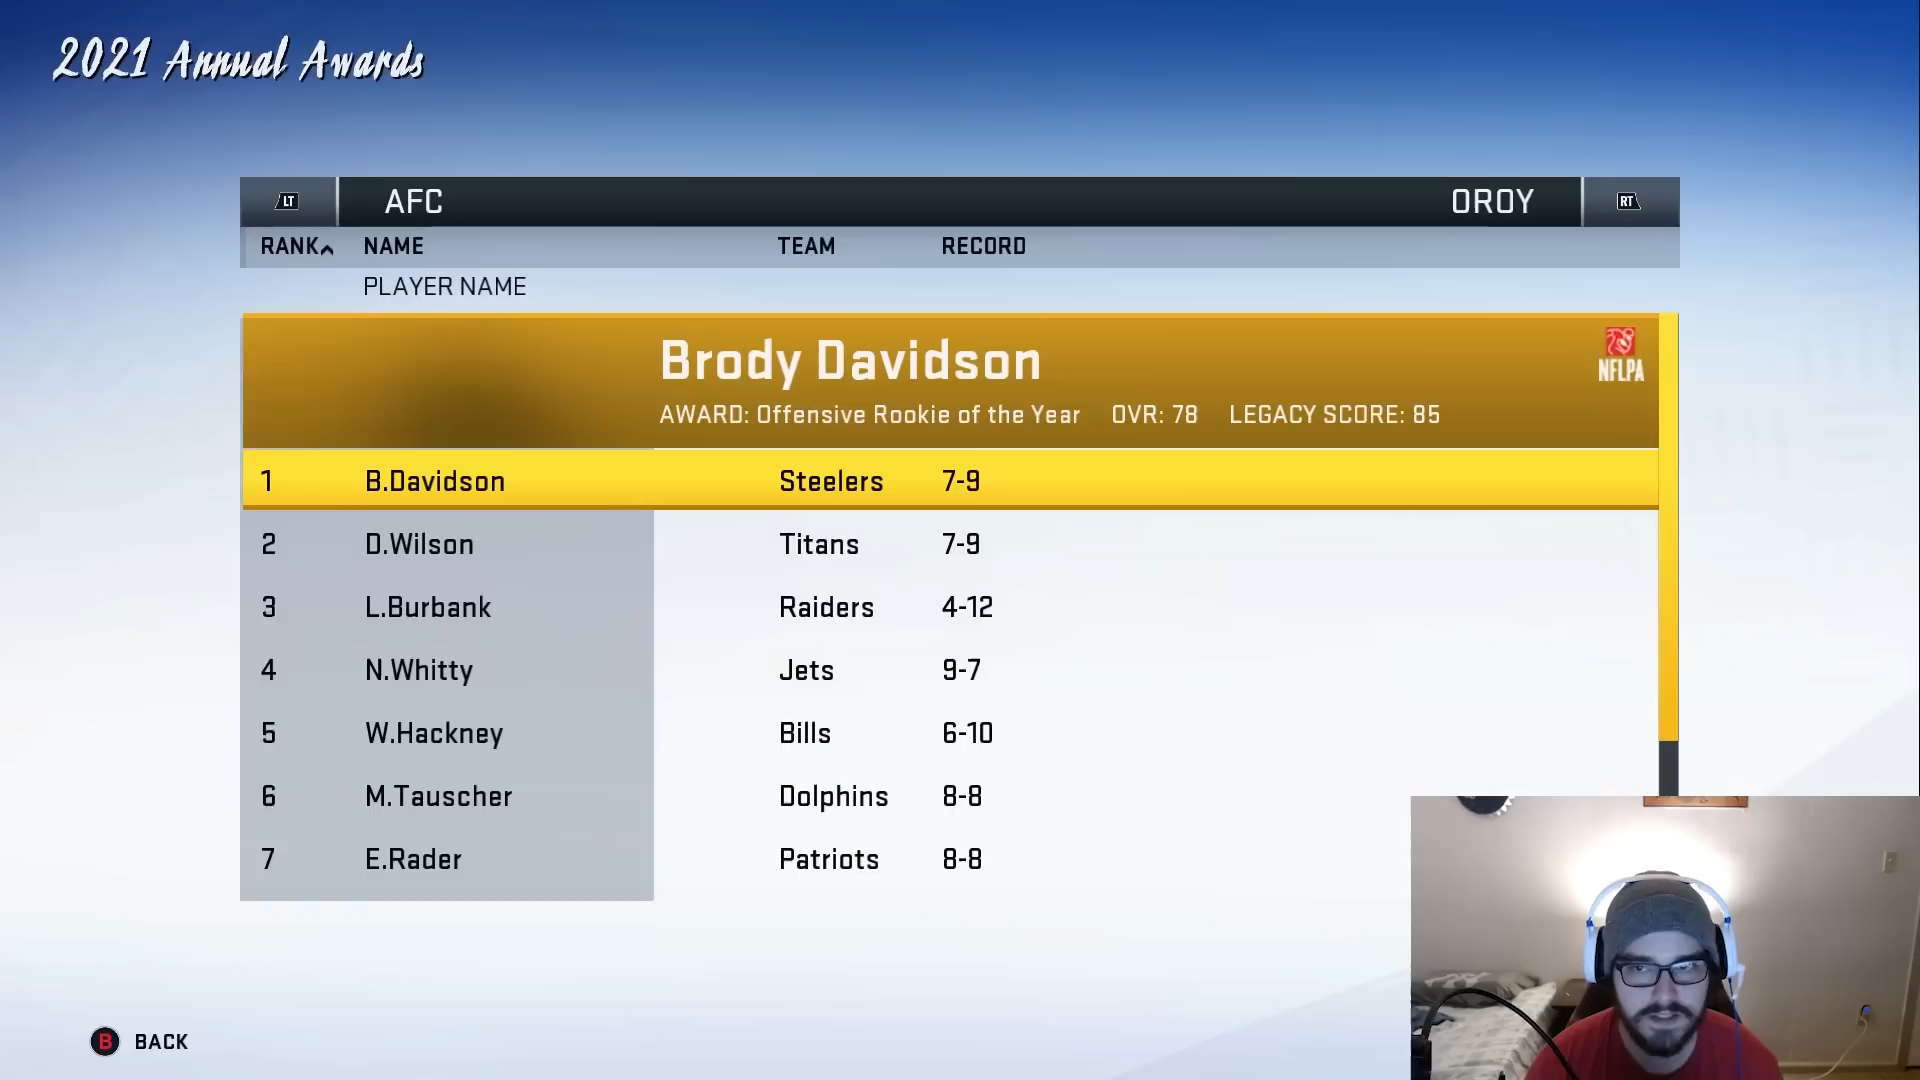 2021 Annual Awards
LT AFC OROY RT
RANK NAME TEAM RECORD
PLAYER NAME
Brody Davidson
NFLPA
AWARD: Offensive Rookie of the Year OVR: 78 LEGACY SCORE: 85
1 B.Davidson Steelers 7-9
2 D.Wilson Titans 7-9
3 L.Burbank Raiders 4-12
4 N.Whitty Jets 9-7
5 W.Hackney Bills 6-10
6 M.Tauscher Dolphins 8-8
7 E.Rader Patriots 8-8
B BACK